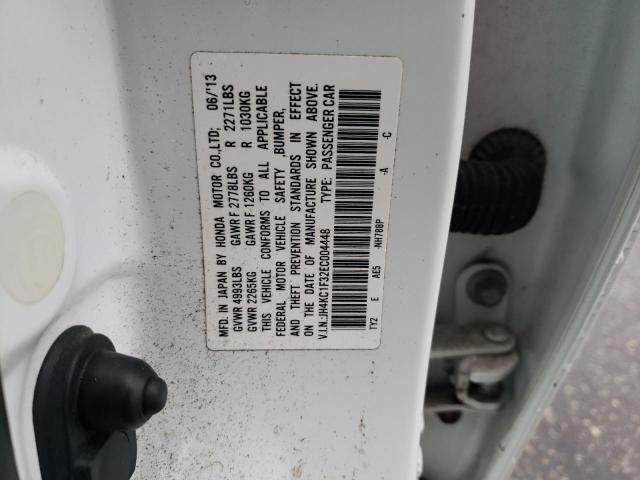 MFD. IN JAPAN BY HONDA MOTOR CO.,LTD; 06/'13
GVWR 4993LBS GAWR F 2778LBS R 2271LBS
GVWR 2265KG GAWR F 1260KG R 1030KG
THIS VEHICLE CONFORMS TO ALL APPLICABLE
FEDERAL MOTOR VEHICLE SAFETY ,BUMPER,
AND THEFT PREVENTION STANDARDS IN EFFECT
ON THE DATE OF MANUFACTURE SHOWN ABOVE.
V.I.N.:JH4KC1F32EC004448 TYPE: PASSENGER CAR
TY2 E AE5 -NH788P -A -C